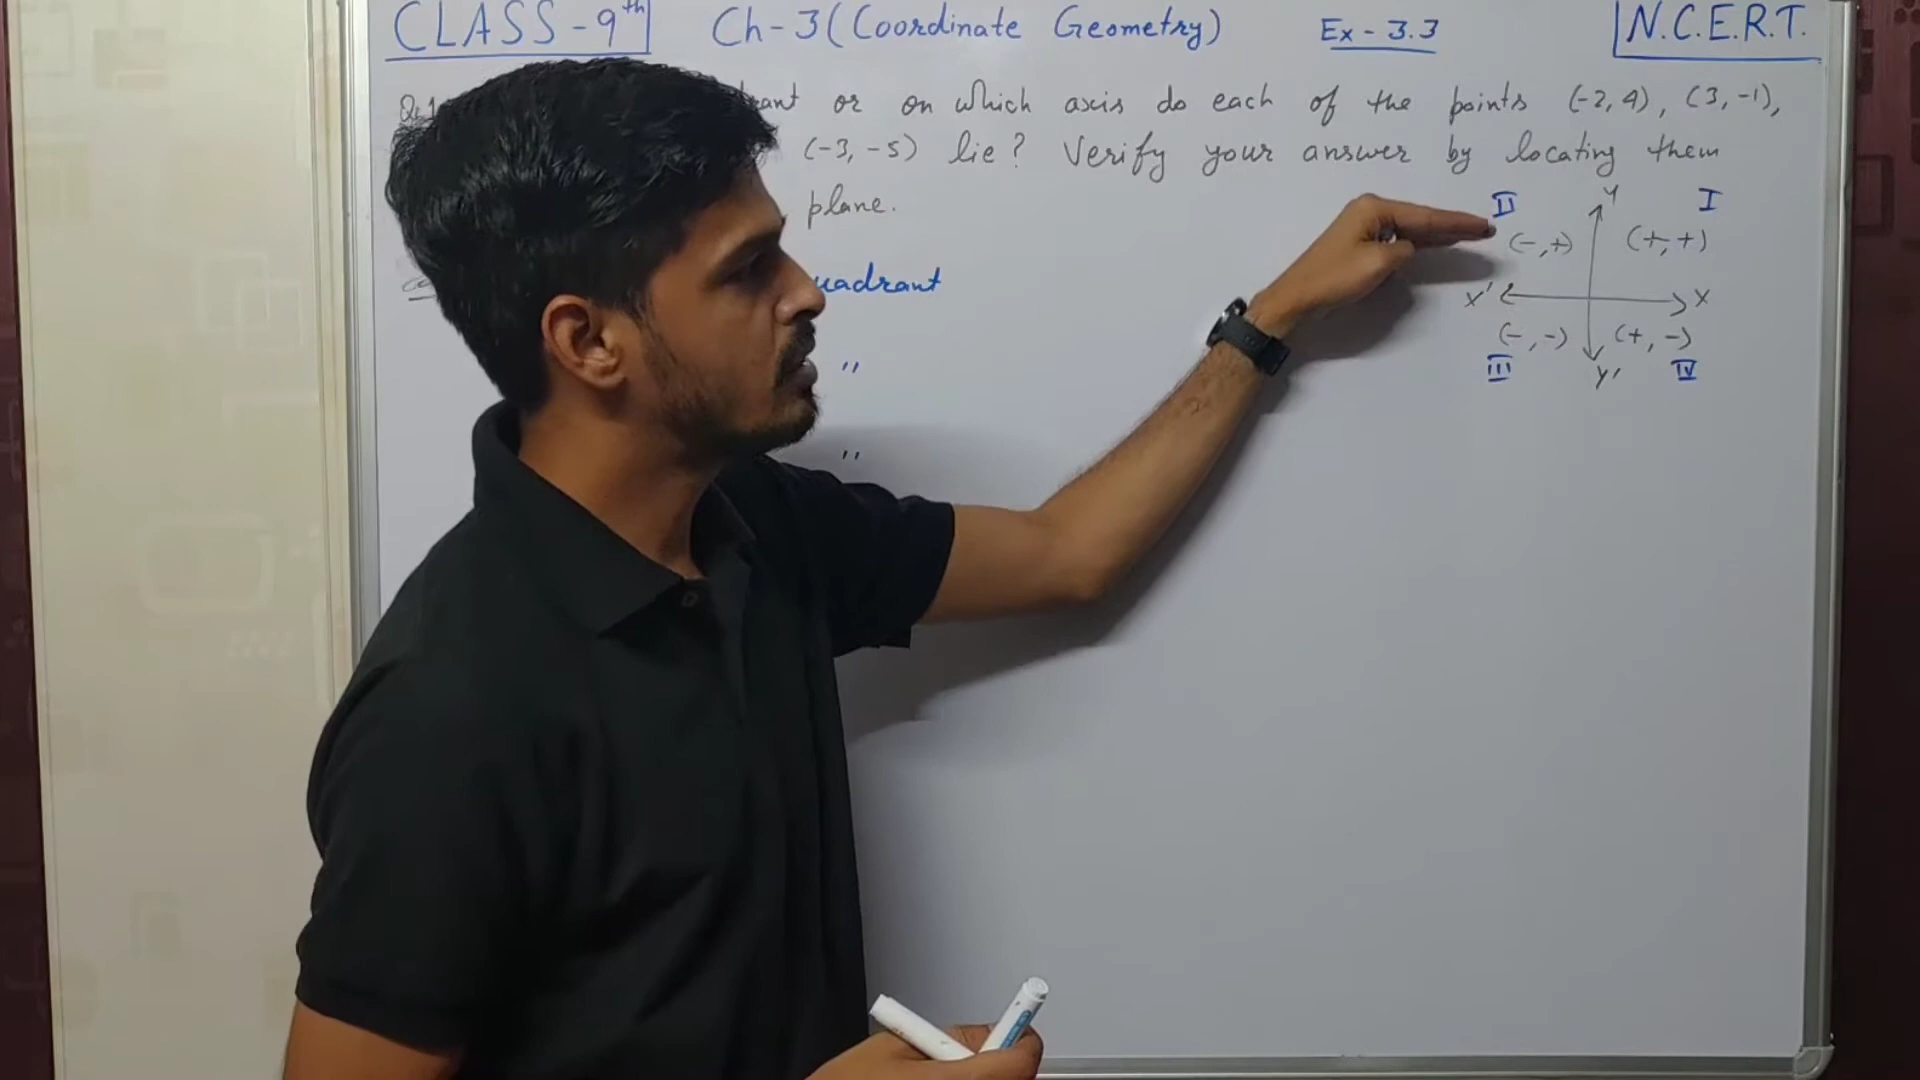 CLASS-9th Ch-3 (Coordinate Geometry) Ex-3.3 N.C.E.R.T.
Q.1 or on which axis do each of the points (-2,4), (3,-1),
(-3,-5) lie? Verify your answer by locating them
plane.
II Y I
(-,+) (+,+)
uadrant
X' X
(-,-) (+,-)
III Y' IV
"
"